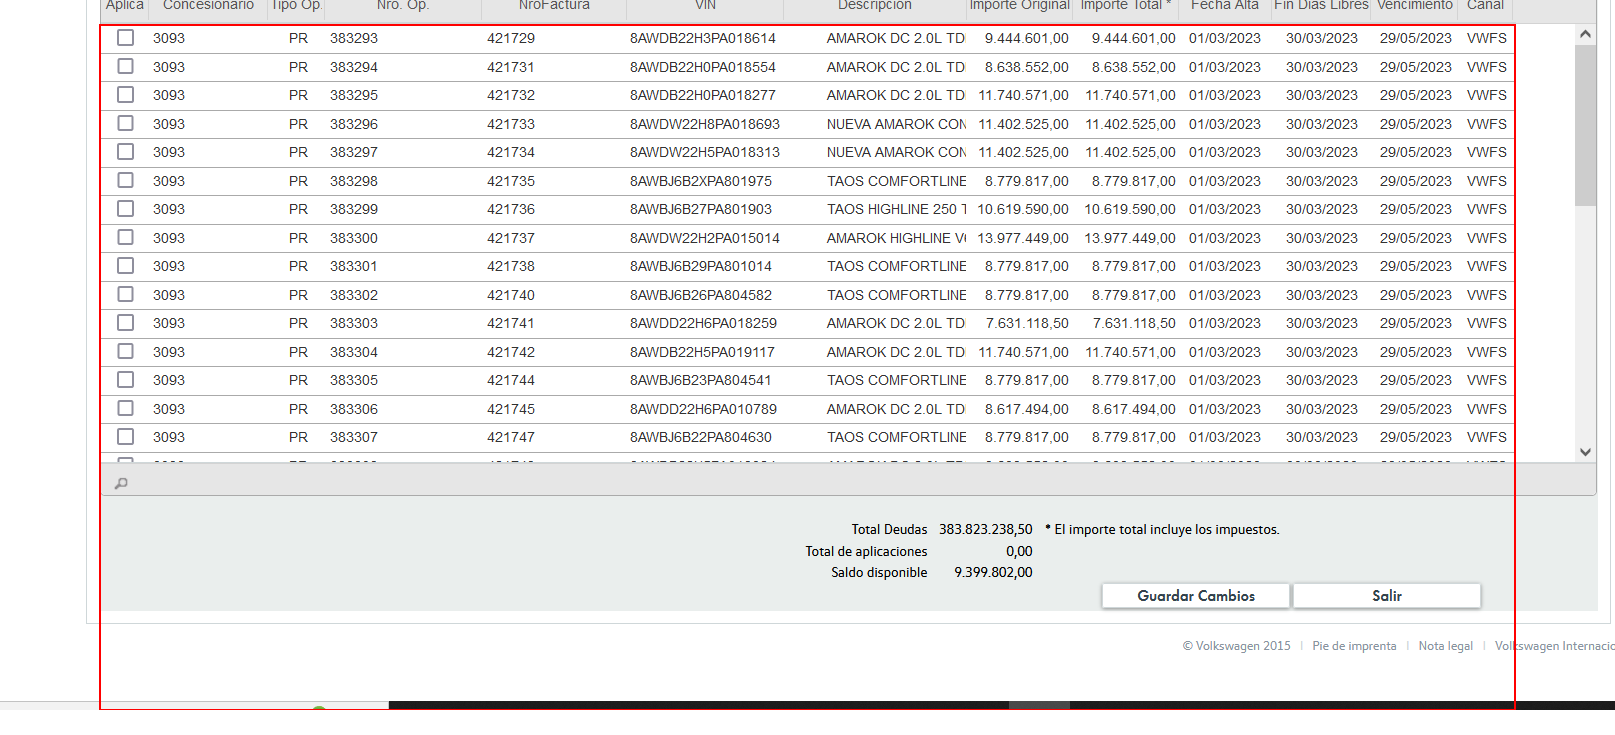 Aplica Concesionario Tipo Op. Nro. Op. NroFactura VIN Descripcion Importe Original Importe Total * Fecha Alta Fin Dias Libres Vencimiento Canal
3093 PR 383293 421729 8AWDB22H3PA018614 AMAROK DC 2.0L TD 9.444.601,00 9.444.601,00 01/03/2023 30/03/2023 29/05/2023 VWFS
3093 PR 383294 421731 8AWDB22H0PA018554 AMAROK DC 2.0L TD 8.638.552,00 8.638.552,00 01/03/2023 30/03/2023 29/05/2023 VWFS
3093 PR 383295 421732 8AWDB22H0PA018277 AMAROK DC 2.0L TD 11.740.571,00 11.740.571,00 01/03/2023 30/03/2023 29/05/2023 VWFS
3093 PR 383296 421733 8AWDW22H8PA018693 NUEVA AMAROK CON 11.402.525,00 11.402.525,00 01/03/2023 30/03/2023 29/05/2023 VWFS
3093 PR 383297 421734 8AWDW22H5PA018313 NUEVA AMAROK CON 11.402.525,00 11.402.525,00 01/03/2023 30/03/2023 29/05/2023 VWFS
3093 PR 383298 421735 8AWBJ6B2XPA801975 TAOS COMFORTLINE 8.779.817,00 8.779.817,00 01/03/2023 30/03/2023 29/05/2023 VWFS
3093 PR 383299 421736 8AWBJ6B27PA801903 TAOS HIGHLINE 250 T 10.619.590,00 10.619.590,00 01/03/2023 30/03/2023 29/05/2023 VWFS
3093 PR 383300 421737 8AWDW22H2PA015014 AMAROK HIGHLINE V6 13.977.449,00 13.977.449,00 01/03/2023 30/03/2023 29/05/2023 VWFS
3093 PR 383301 421738 8AWBJ6B29PA801014 TAOS COMFORTLINE 8.779.817,00 8.779.817,00 01/03/2023 30/03/2023 29/05/2023 VWFS
3093 PR 383302 421740 8AWBJ6B26PA804582 TAOS COMFORTLINE 8.779.817,00 8.779.817,00 01/03/2023 30/03/2023 29/05/2023 VWFS
3093 PR 383303 421741 8AWDD22H6PA018259 AMAROK DC 2.0L TD 7.631.118,50 7.631.118,50 01/03/2023 30/03/2023 29/05/2023 VWFS
3093 PR 383304 421742 8AWDB22H5PA019117 AMAROK DC 2.0L TD 11.740.571,00 11.740.571,00 01/03/2023 30/03/2023 29/05/2023 VWFS
3093 PR 383305 421744 8AWBJ6B23PA804541 TAOS COMFORTLINE 8.779.817,00 8.779.817,00 01/03/2023 30/03/2023 29/05/2023 VWFS
3093 PR 383306 421745 8AWDD22H6PA010789 AMAROK DC 2.0L TD 8.617.494,00 8.617.494,00 01/03/2023 30/03/2023 29/05/2023 VWFS
3093 PR 383307 421747 8AWBJ6B22PA804630 TAOS COMFORTLINE 8.779.817,00 8.779.817,00 01/03/2023 30/03/2023 29/05/2023 VWFS
Total Deudas 383.823.238,50 * El importe total incluye los impuestos.
Total de aplicaciones 0,00
Saldo disponible 9.399.802,00
Guardar Cambios Salir
© Volkswagen 2015 | Pie de imprenta | Nota legal | Volkswagen Internacio